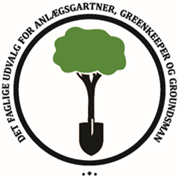 DET FAGLIGE UDVALG FOR ANLÆGSGARTNER, GREENKEEPER OG GROUNDSMAN